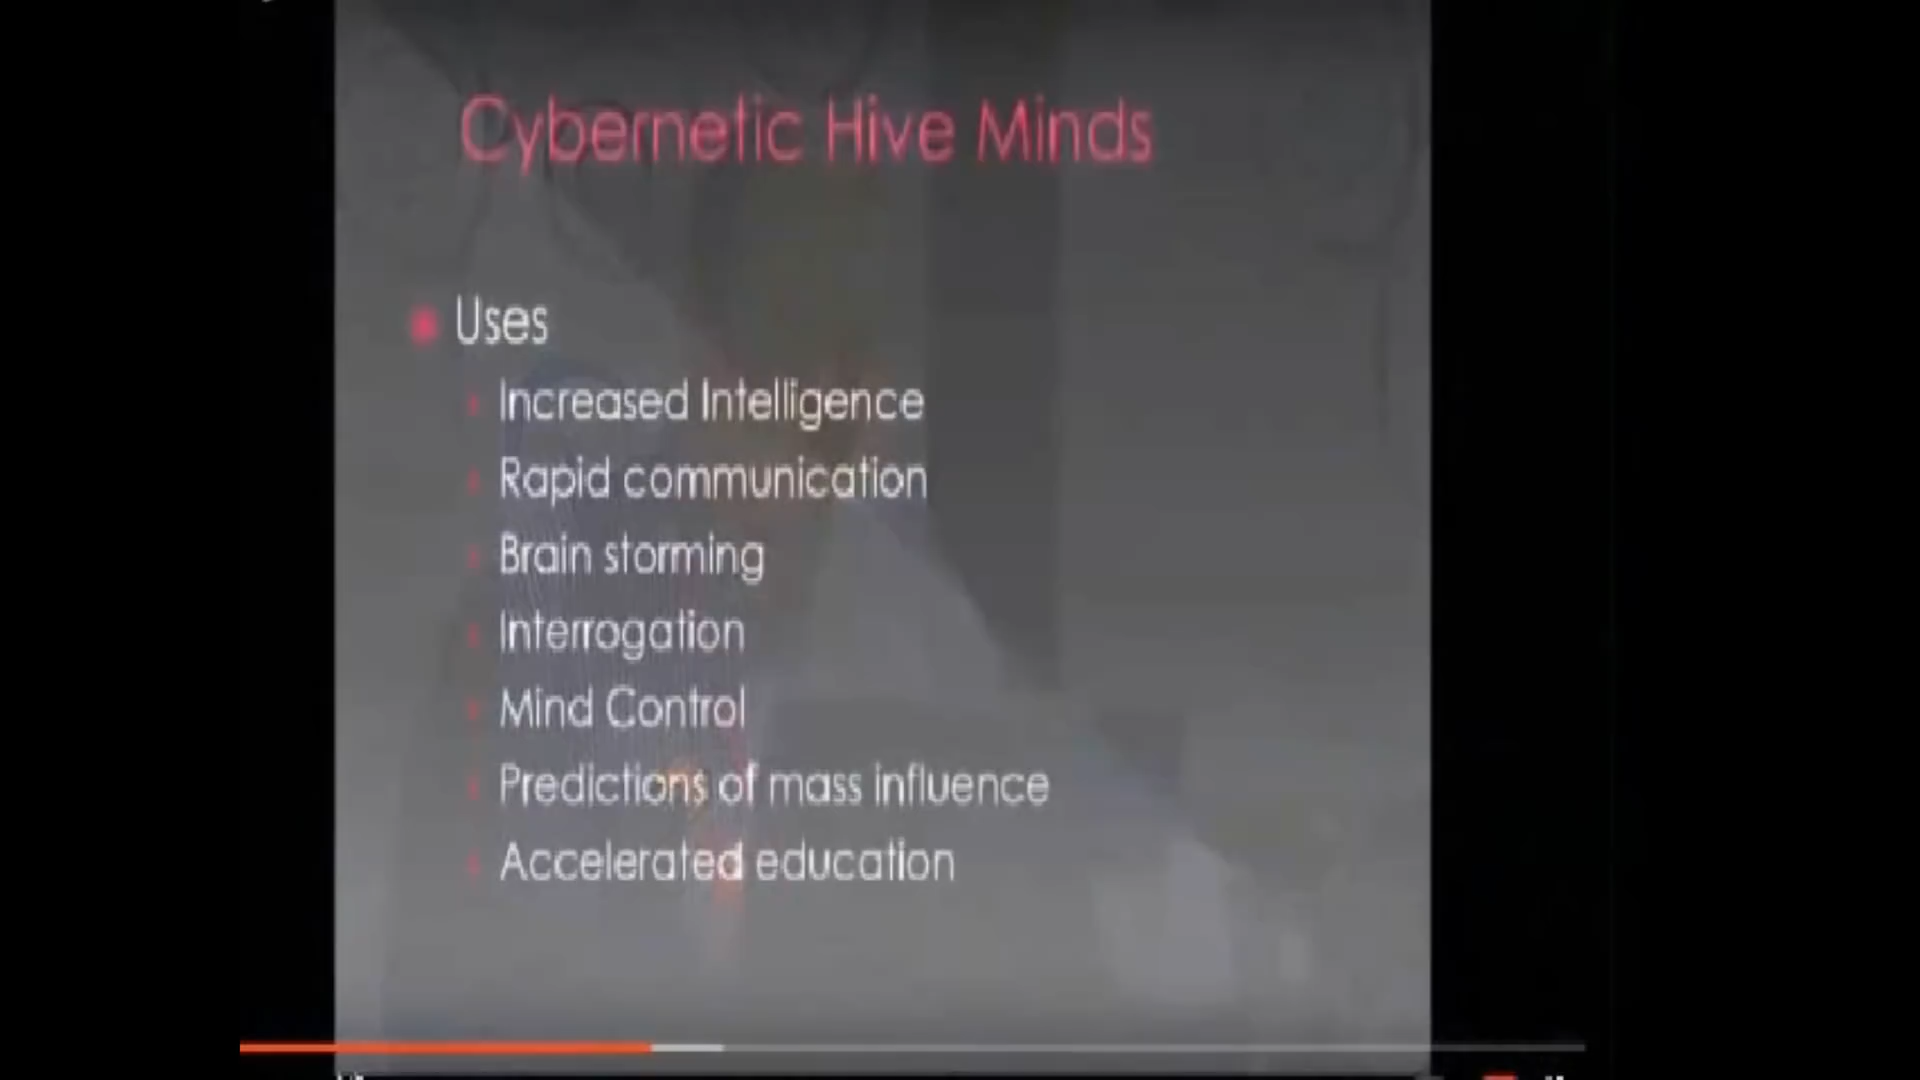 Cybernetic Hive Minds
Uses
Increased Intelligence
Rapid communication
Brain storming
Interrogation
Mind Control
Predictions of mass influence
Accelerated education